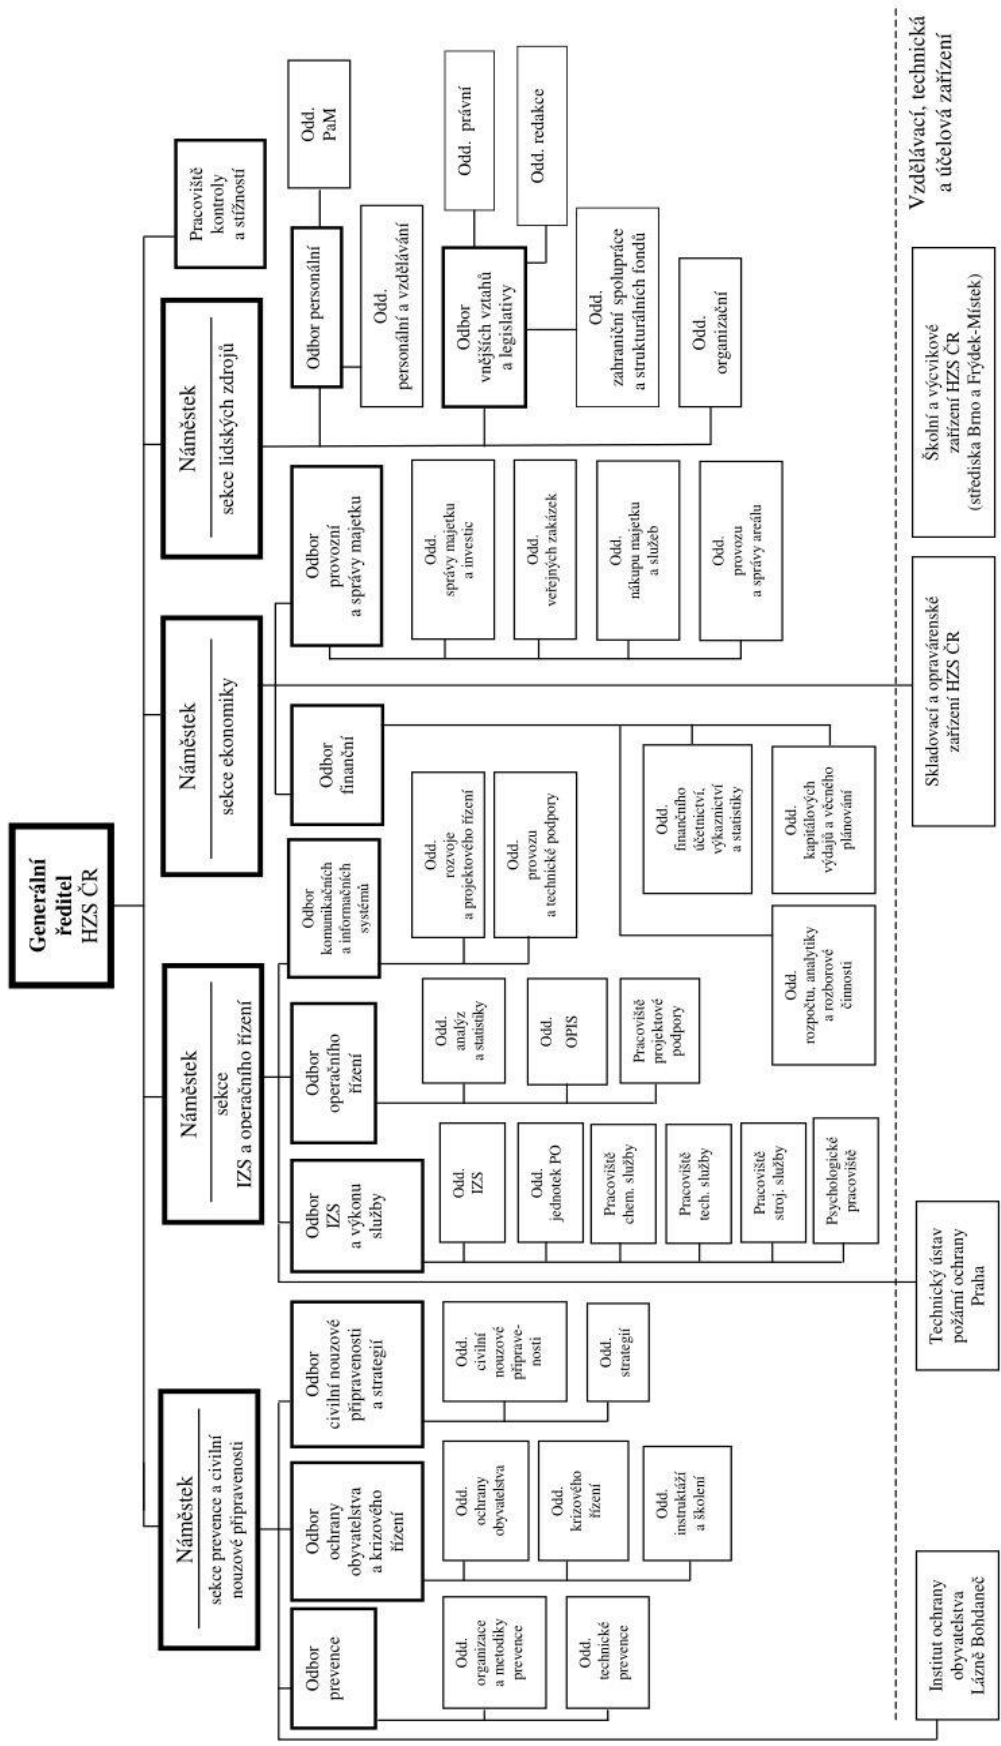 Generální
ředitel
HZS ČR
Náměstek
sekce prevence a civilní
nouzové připravenosti
Náměstek
sekce
IZS a operačního řízení
Náměstek
sekce ekonomiky
Náměstek
sekce lidských zdrojů
Pracoviště
kontroly
a stížností
Odbor
prevence
Odd.
organizace
a metodiky
prevence
Odd.
technické
prevence
Odbor
ochrany
obyvatelstva
a krizového
řízení
Odd.
ochrany
obyvatelstva
Odd.
krizového
řízení
Odd.
instruktáží
a školení
Odbor
civilní nouzové
připravenosti
a strategií
Odd.
civilní
nouzové
připrave-
nosti
Odd.
strategií
Odbor
IZS
a výkonu
služby
Odd.
IZS
Odd.
jednotek PO
Pracoviště
chem. služby
Pracoviště
tech. služby
Pracoviště
stroj. služby
Psychologické
pracoviště
Odbor
operačního
řízení
Odd.
analýz
a statistiky
Odd.
OPIS
Pracoviště
projektové
podpory
Odbor
komunikačních
a informačních
systémů
Odd.
rozvoje
a projektového řízení
Odd.
provozu
a technické podpory
Odbor
finanční
Odd.
rozpočtu, analytiky
a rozborové
činnosti
Odd.
finančního
účetnictví,
výkaznictví
a statistiky
Odd.
kapitálových
výdajů a věcného
plánování
Odbor
provozní
a správy majetku
Odd.
správy majetku
a investic
Odd.
veřejných zakázek
Odd.
nákupu majetku
a služeb
Odd.
provozu
a správy areálu
Odbor personální
Odd.
PaM
Odd.
personální a vzdělávání
Odbor
vnějších vztahů
a legislativy
Odd. právní
Odd. redakce
Odd.
zahraniční spolupráce
a strukturálních fondů
Odd.
organizační
Institut ochrany
obyvatelstva
Lázně Bohdaneč
Technický ústav
požární ochrany
Praha
Skladovací a opravárenské
zařízení HZS ČR
Školní a výcvikové
zařízení HZS ČR
(střediska Brno a Frýdek-Místek)
Vzdělávací, technická
a účelová zařízení